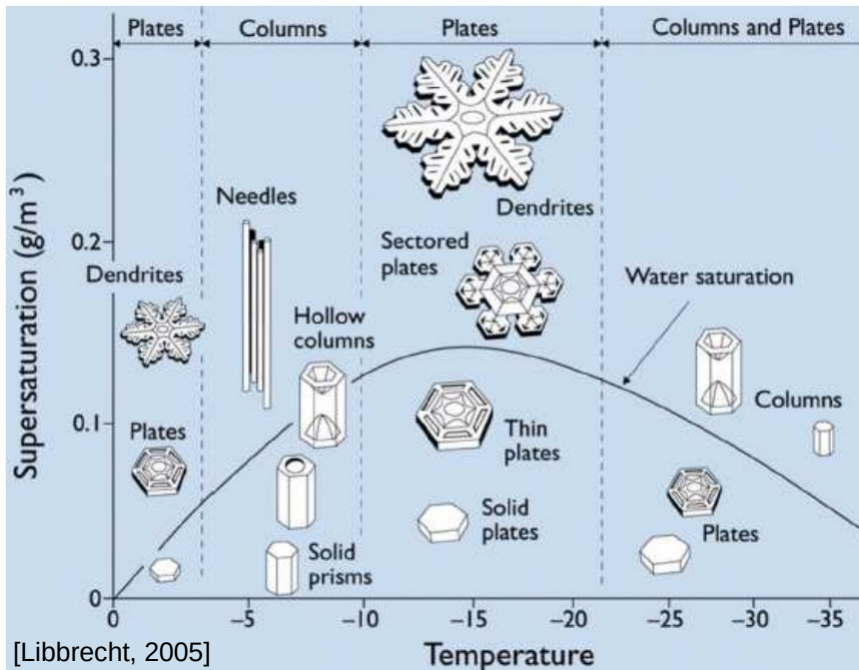 Plates
Columns
Plates
Columns and Plates
Supersaturation (g/m³)
0.3
0.2
0.1
0
Needles
Dendrites
Dendrites
Sectored
plates
Water saturation
Hollow
columns
Plates
Thin
plates
Columns
Solid
prisms
Solid
plates
Plates
0
−5
−10
−15
−20
−25
−30
−35
[Libbrecht, 2005]
Temperature